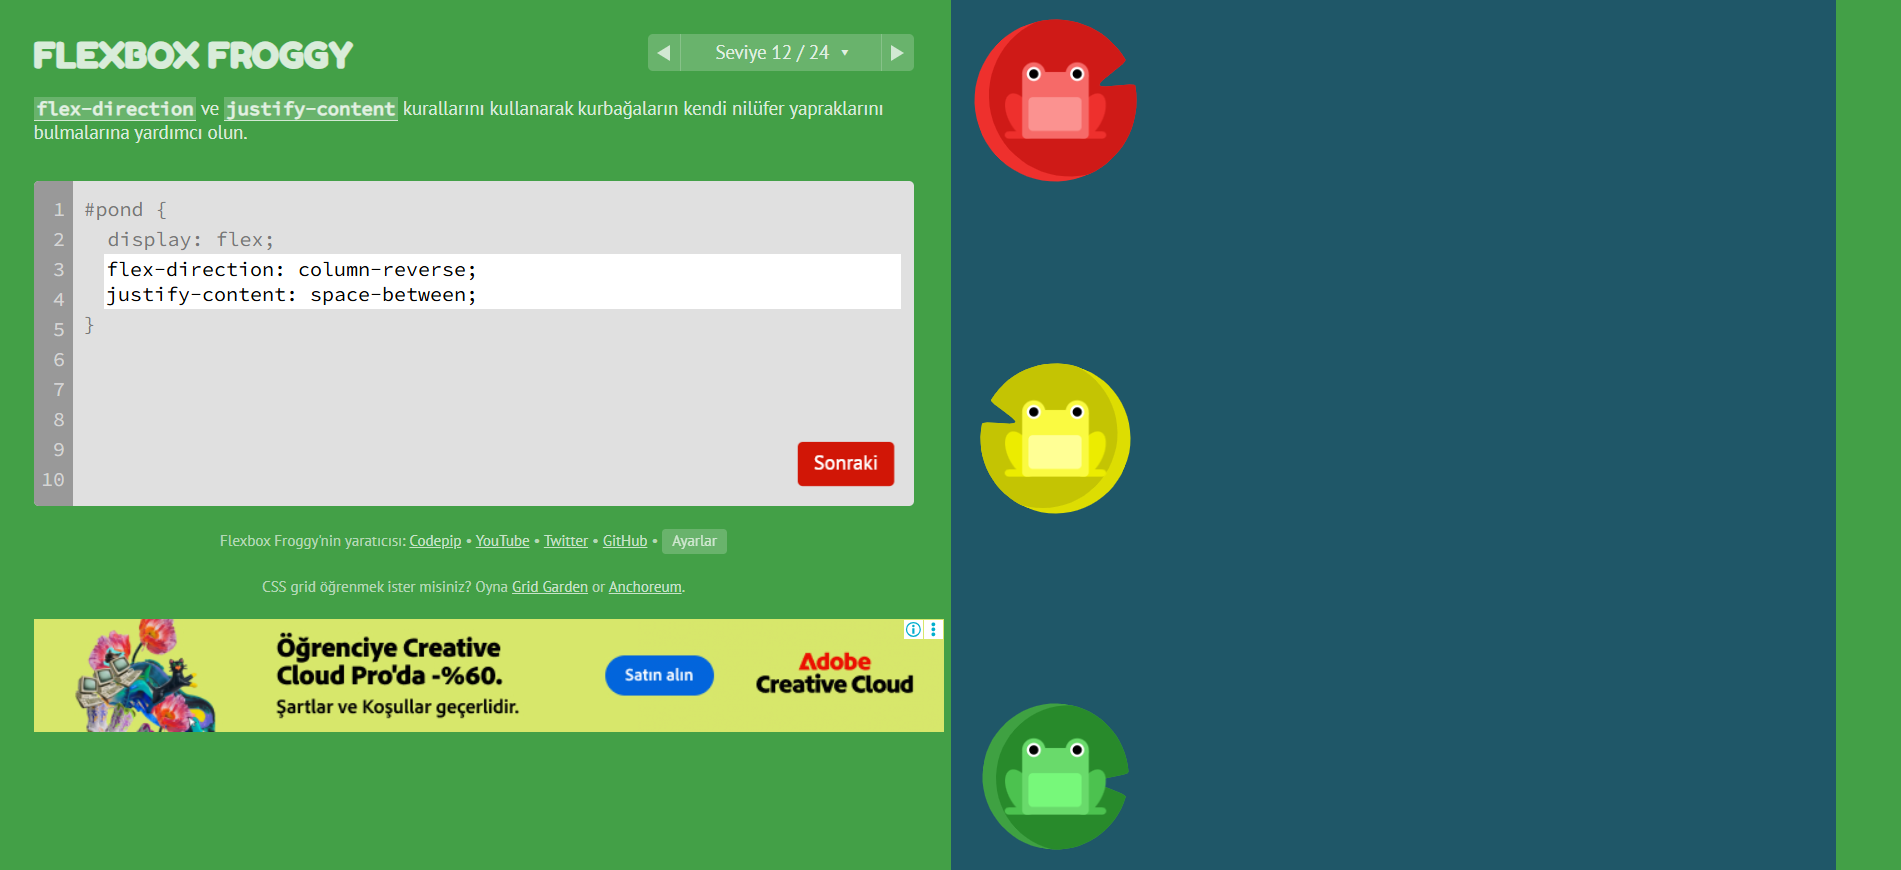 FLEXBOX FROGGY
◀ Seviye 12 / 24 ▼ ▶
flex-direction ve justify-content kurallarını kullanarak kurbağaların kendi nilüfer yapraklarını
bulmalarına yardımcı olun.
1 #pond {
2 display: flex;
3 flex-direction: column-reverse;
4 justify-content: space-between;
5 }
6
7
8
9
10
Sonraki
Flexbox Froggy'nin yaratıcısı: Codepip • YouTube • Twitter • GitHub • Ayarlar
CSS grid öğrenmek ister misiniz? Oyna Grid Garden or Anchoreum.
Öğrenciye Creative
Cloud Pro'da -%60.
Şartlar ve Koşullar geçerlidir.
Satın alın
Adobe
Creative Cloud